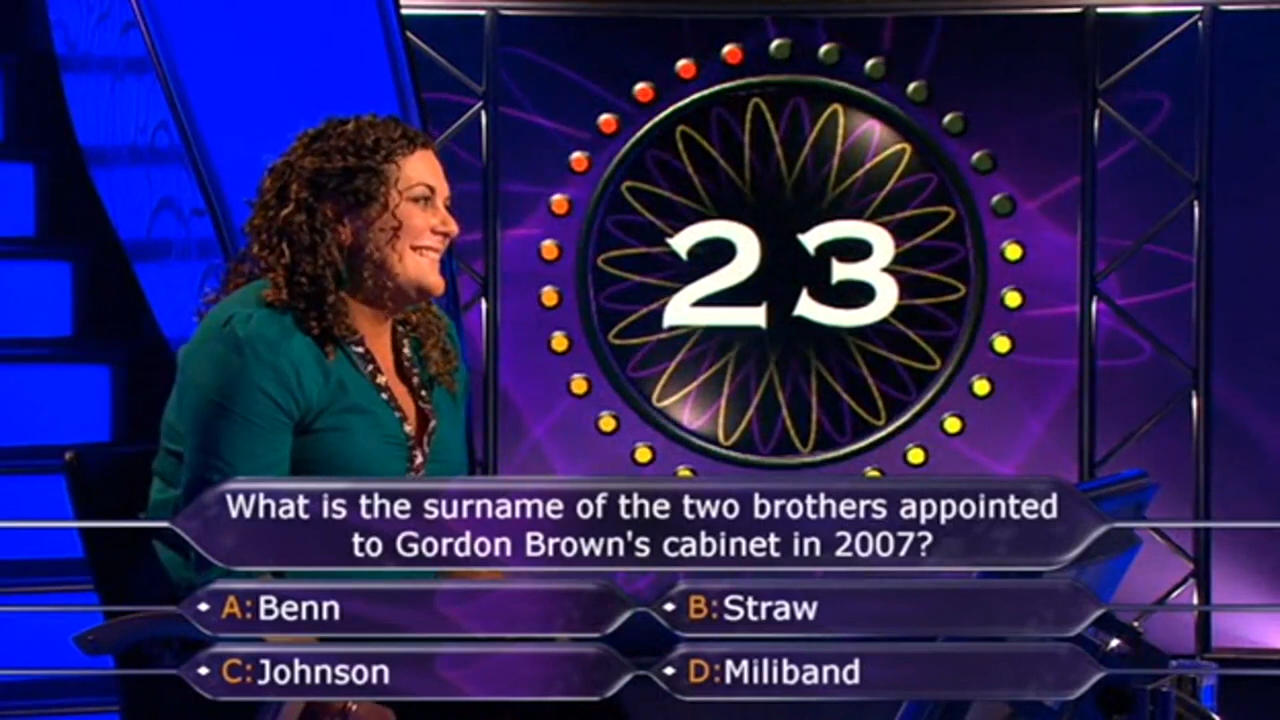 23
What is the surname of the two brothers appointed
to Gordon Brown's cabinet in 2007?
A: Benn
B: Straw
C: Johnson
D: Miliband